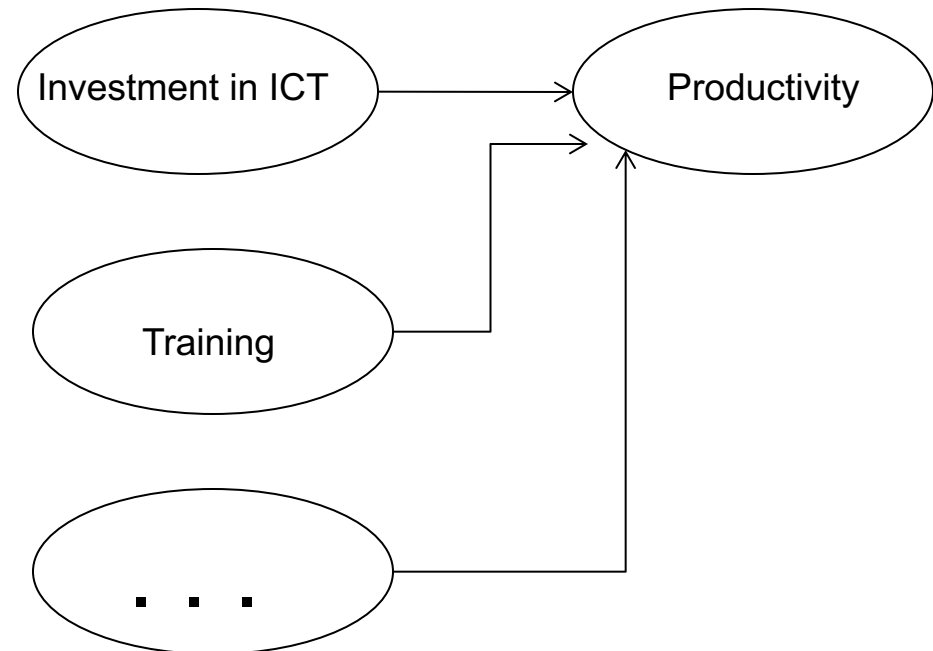 Investment in ICT
Productivity
Training
. . .